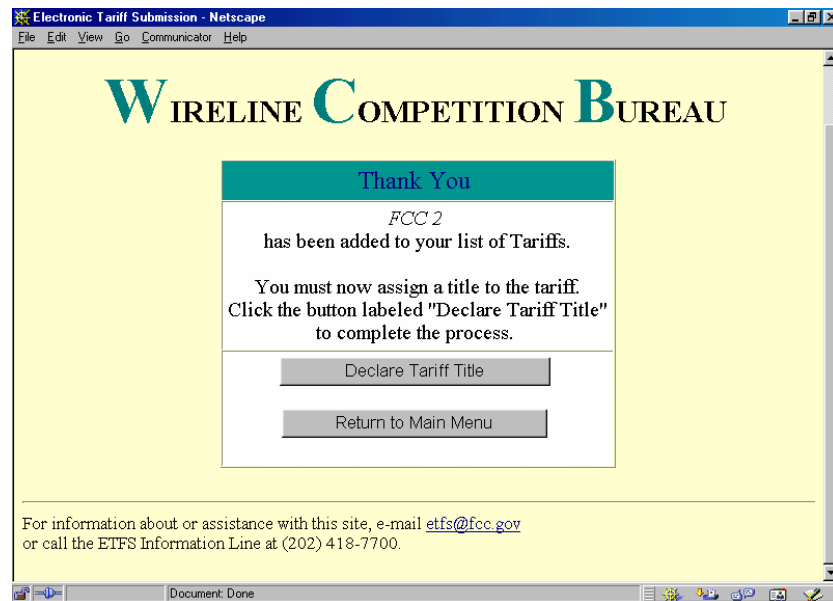 Electronic Tariff Submission - Netscape
File Edit View Go Communicator Help
WIRELINE COMPETITION BUREAU
Thank You
FCC 2
has been added to your list of Tariffs.
You must now assign a title to the tariff.
Click the button labeled "Declare Tariff Title"
to complete the process.
Declare Tariff Title
Return to Main Menu
For information about or assistance with this site, e-mail etfs@fcc.gov
or call the ETFS Information Line at (202) 418-7700.
Document: Done